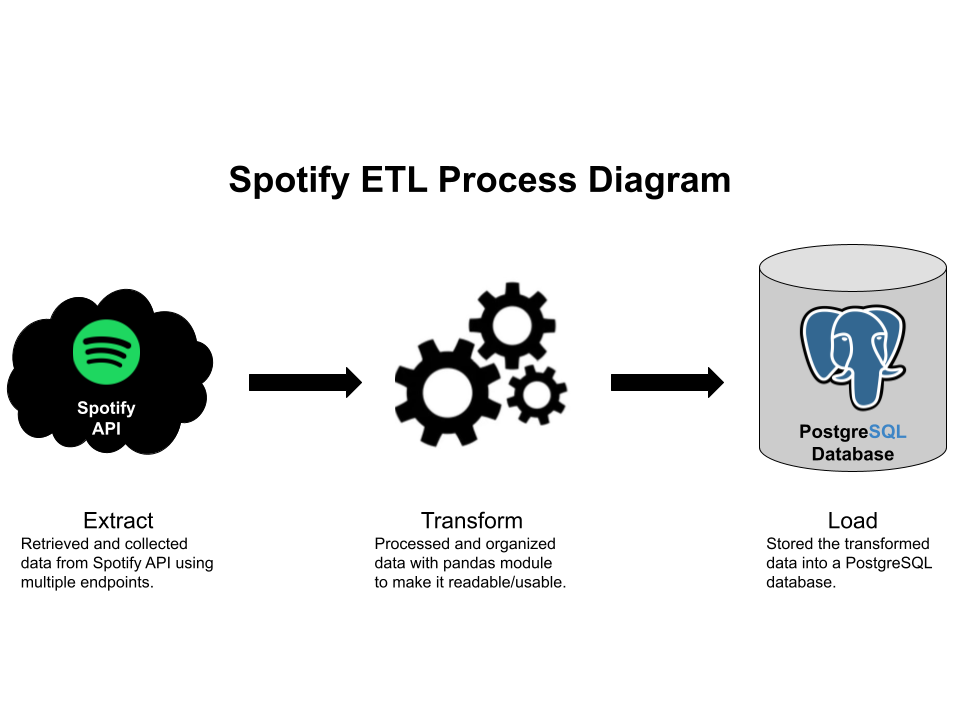 Spotify ETL Process Diagram
Spotify
API
PostgreSQL
Database
Extract
Retrieved and collected
data from Spotify API using
multiple endpoints.
Transform
Processed and organized
data with pandas module
to make it readable/usable.
Load
Stored the transformed
data into a PostgreSQL
database.